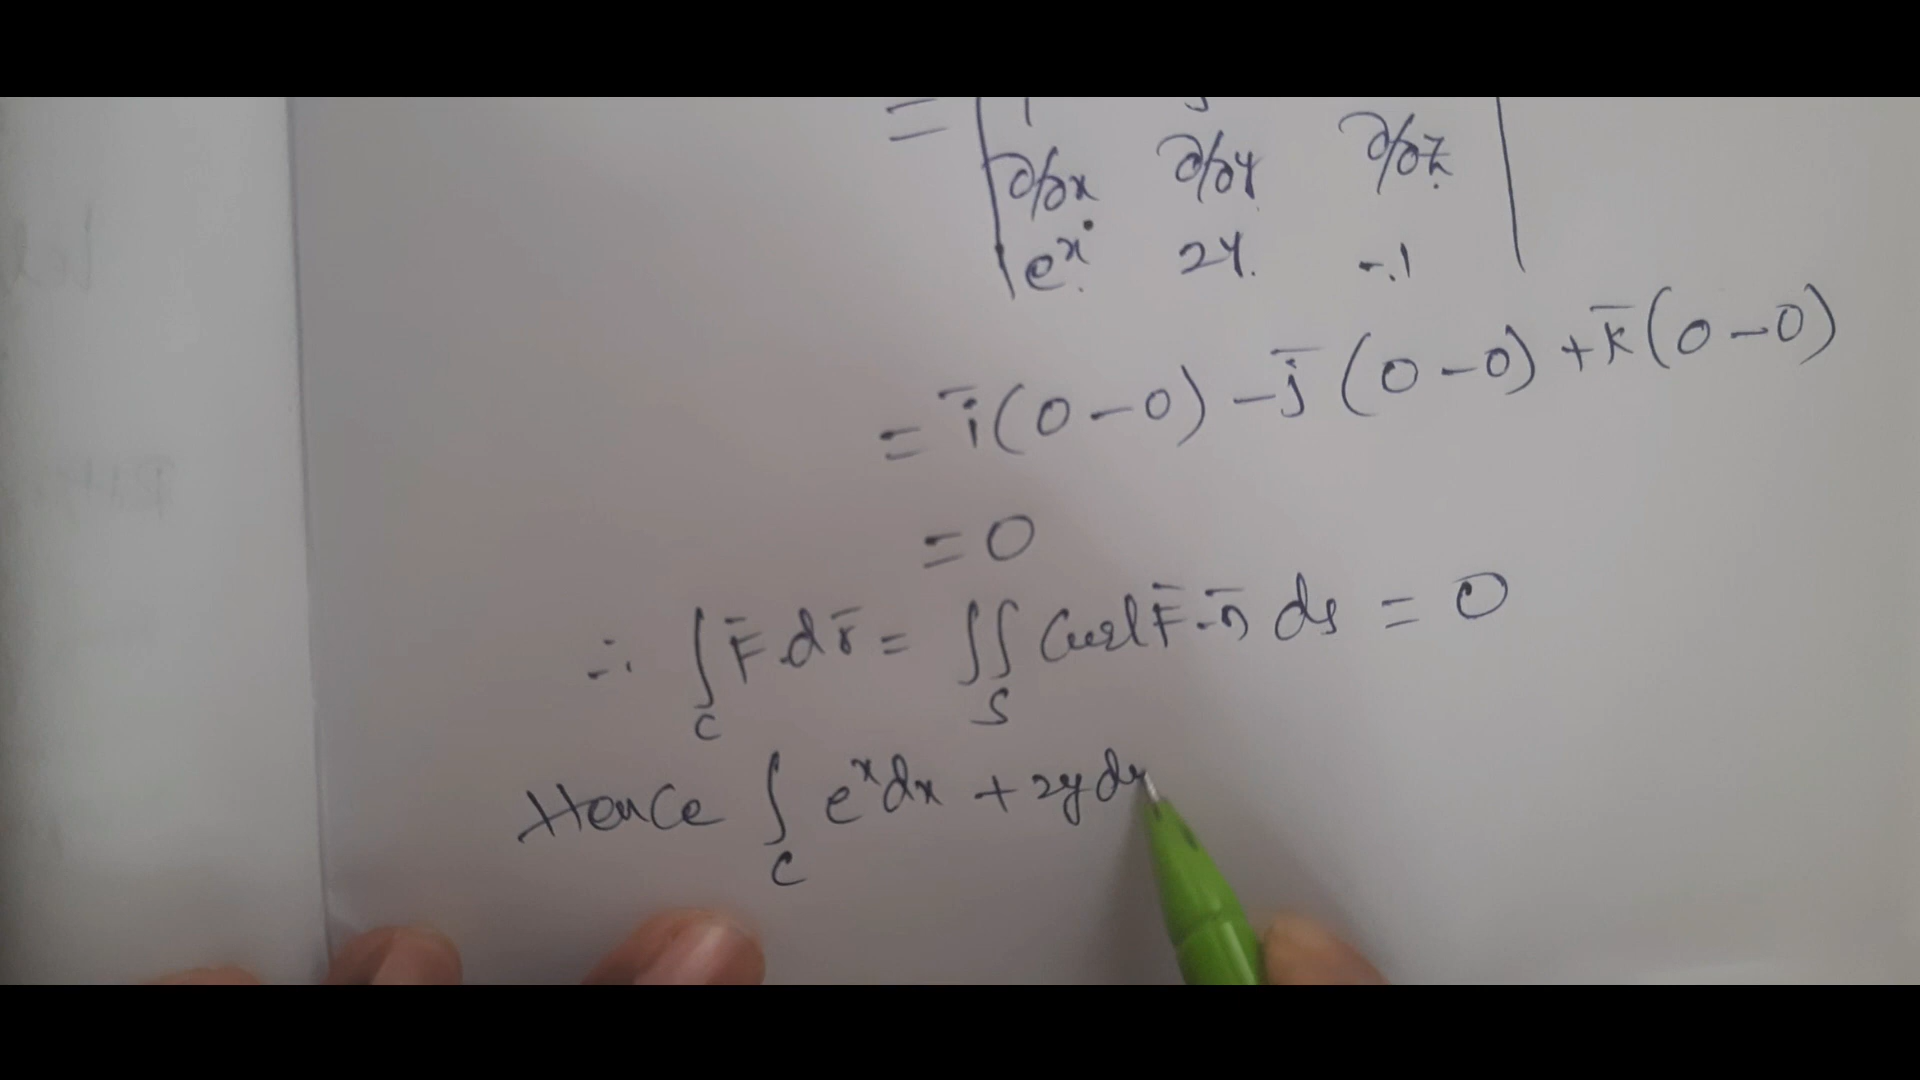 = | i j
∂/∂x ∂/∂y ∂/∂z
eˣ 2y -1 |
= i̅(0-0) - j̅(0-0) + k̅(0-0)
= 0
∴ ∫_C F̅.dr̅ = ∬_S Curl F̅.n̅ ds = 0
Hence ∫_C eˣdx + 2ydy